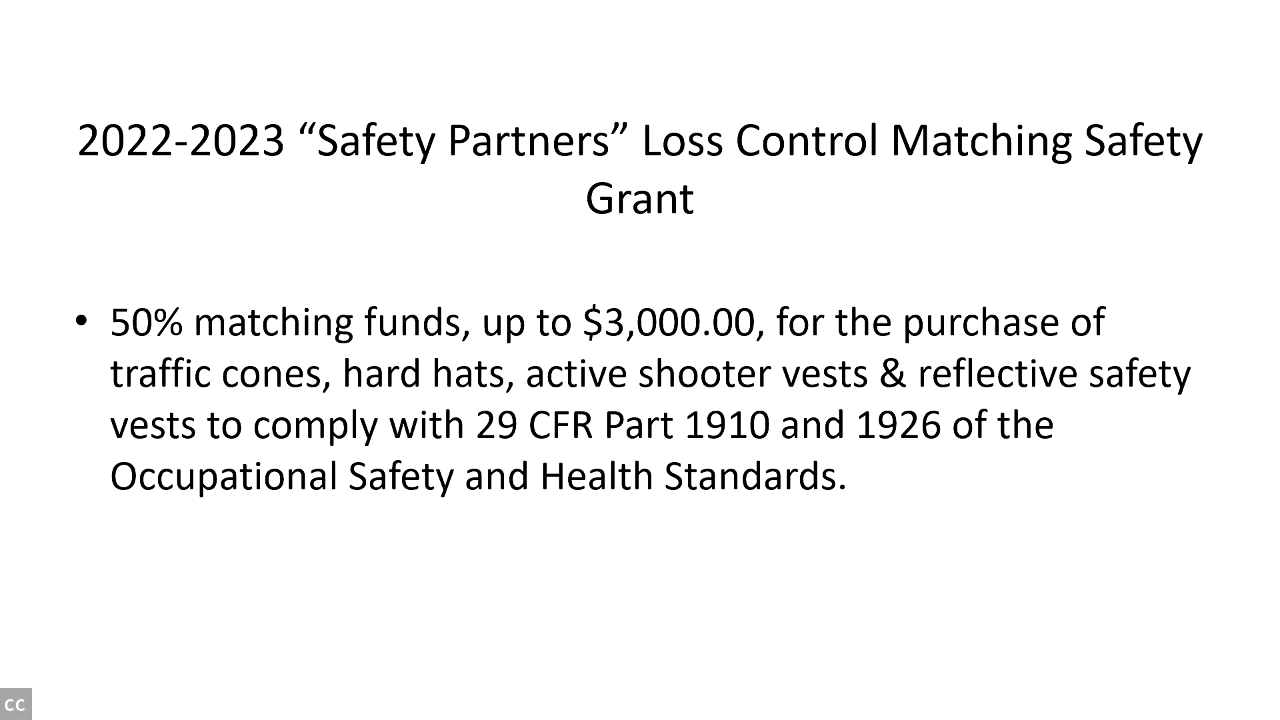 2022-2023 “Safety Partners” Loss Control Matching Safety
Grant
• 50% matching funds, up to $3,000.00, for the purchase of
traffic cones, hard hats, active shooter vests & reflective safety
vests to comply with 29 CFR Part 1910 and 1926 of the
Occupational Safety and Health Standards.
CC